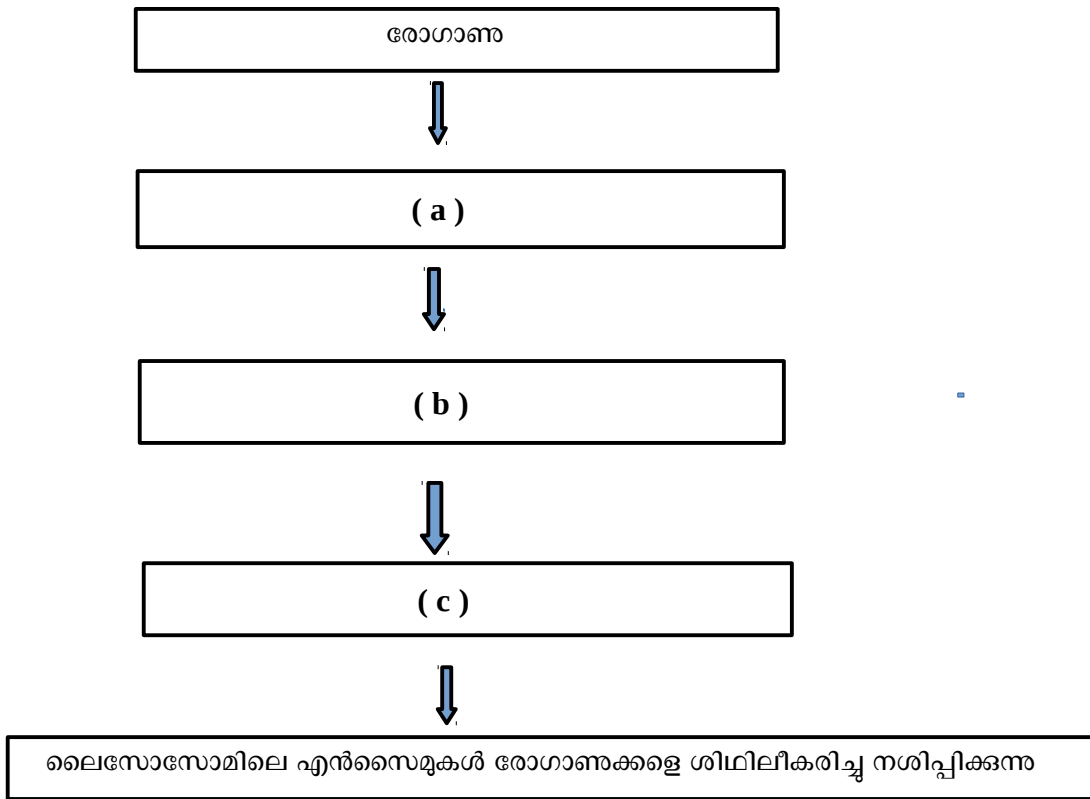 രോഗാണു
( a )
( b )
( c )
ലൈസോസോമിലെ എൻസൈമുകൾ രോഗാണുക്കളെ ശിഥിലീകരിച്ചു നശിപ്പിക്കുന്നു